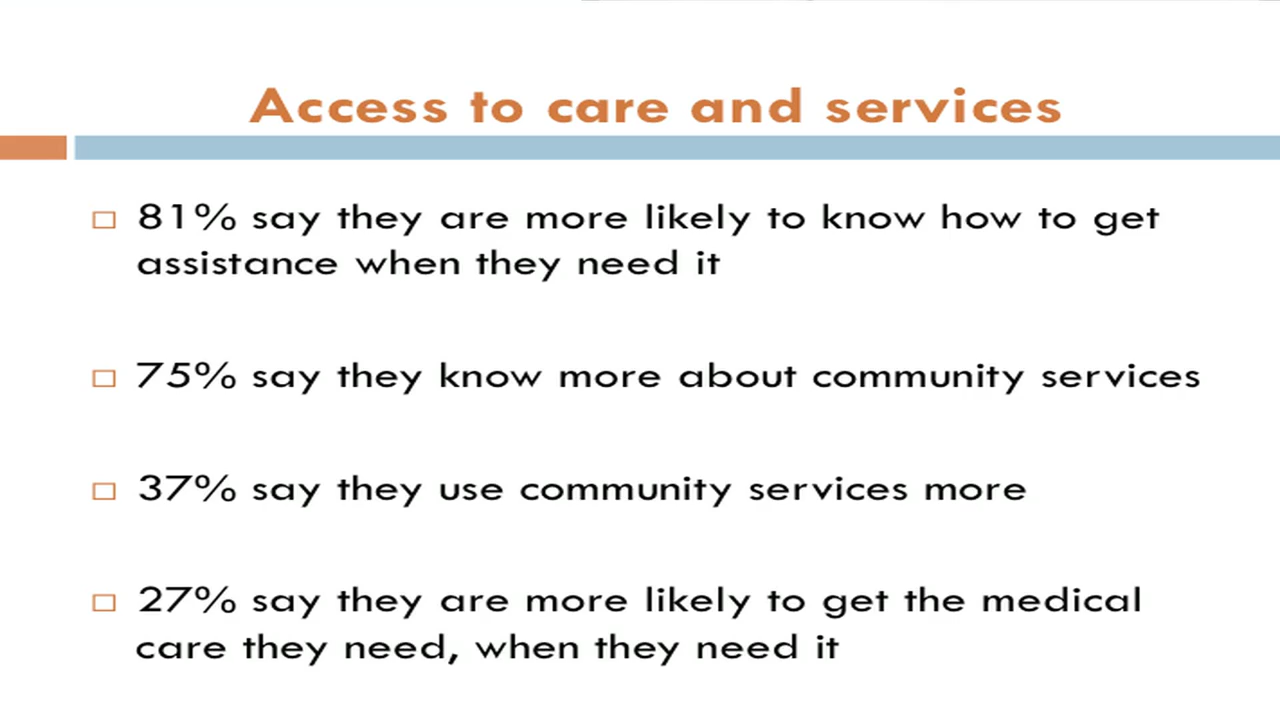 Access to care and services
81% say they are more likely to know how to get
assistance when they need it
75% say they know more about community services
37% say they use community services more
27% say they are more likely to get the medical
care they need, when they need it